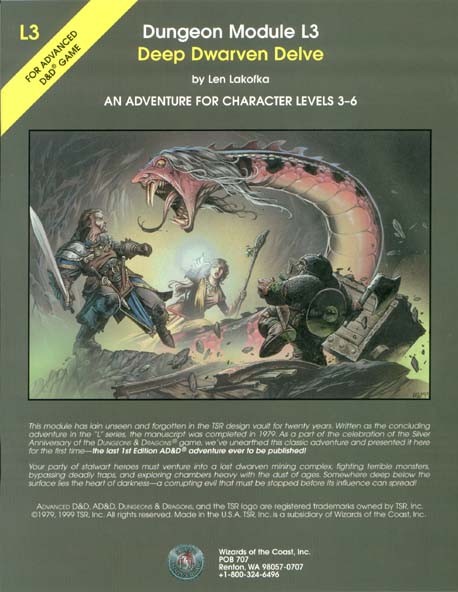 L3
FOR ADVANCED
D&D® GAME
Dungeon Module L3
Deep Dwarven Delve
by Len Lakofka
AN ADVENTURE FOR CHARACTER LEVELS 3–6
This module has lain unseen and forgotten in the TSR design vault for twenty years. Written as the concluding
adventure in the "L" series, the manuscript was completed in 1979. As a part of the celebration of the Silver
Anniversary of the DUNGEONS & DRAGONS® game, we've unearthed this classic adventure and presented it here
for the first time—the last 1st Edition AD&D® adventure ever to be published!
Your party of stalwart heroes must venture into a lost dwarven mining complex, fighting terrible monsters,
bypassing deadly traps, and exploring chambers heavy with the dust of ages. Somewhere deep below the
surface lies the heart of darkness—a corrupting evil that must be stopped before its influence can spread!
ADVANCED D&D, AD&D, DUNGEONS & DRAGONS, and the TSR logo are registered trademarks owned by TSR, Inc.
©1979, 1999 TSR, Inc. All rights reserved. Made in the U.S.A. TSR, Inc. is a subsidiary of Wizards of the Coast, Inc.
Wizards of the Coast, Inc.
POB 707
Renton, WA 98057-0707
+1-800-324-6496